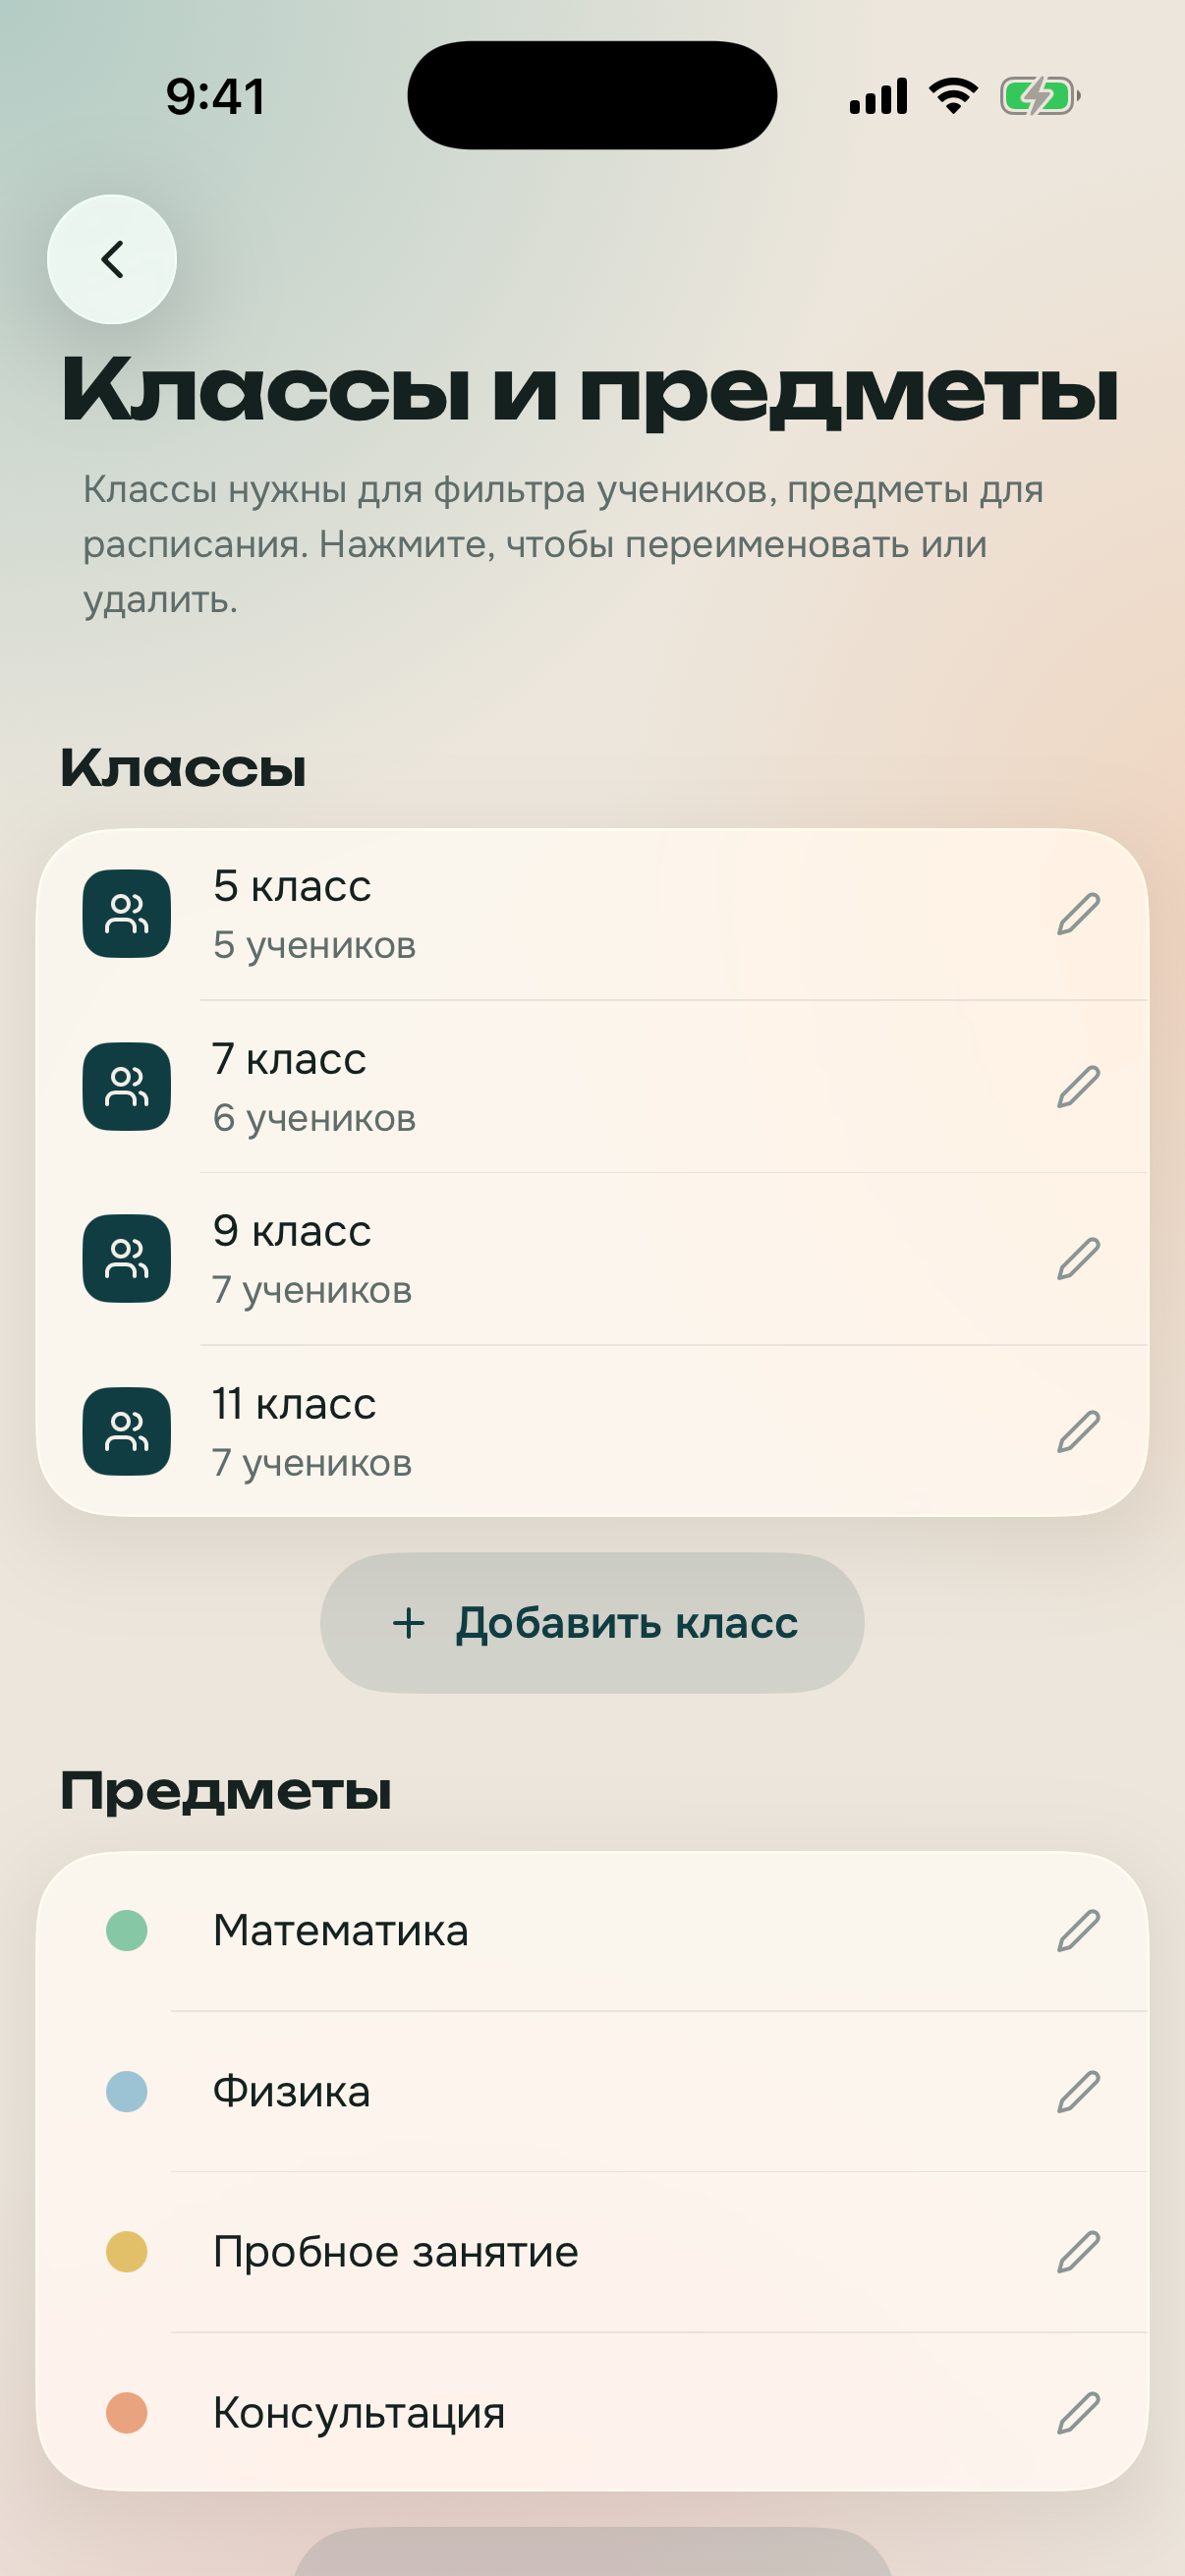 9:41
Классы и предметы
Классы нужны для фильтра учеников, предметы для
расписания. Нажмите, чтобы переименовать или
удалить.
Классы
5 класс
5 учеников
7 класс
6 учеников
9 класс
7 учеников
11 класс
7 учеников
Добавить класс
Предметы
Математика
Физика
Пробное занятие
Консультация